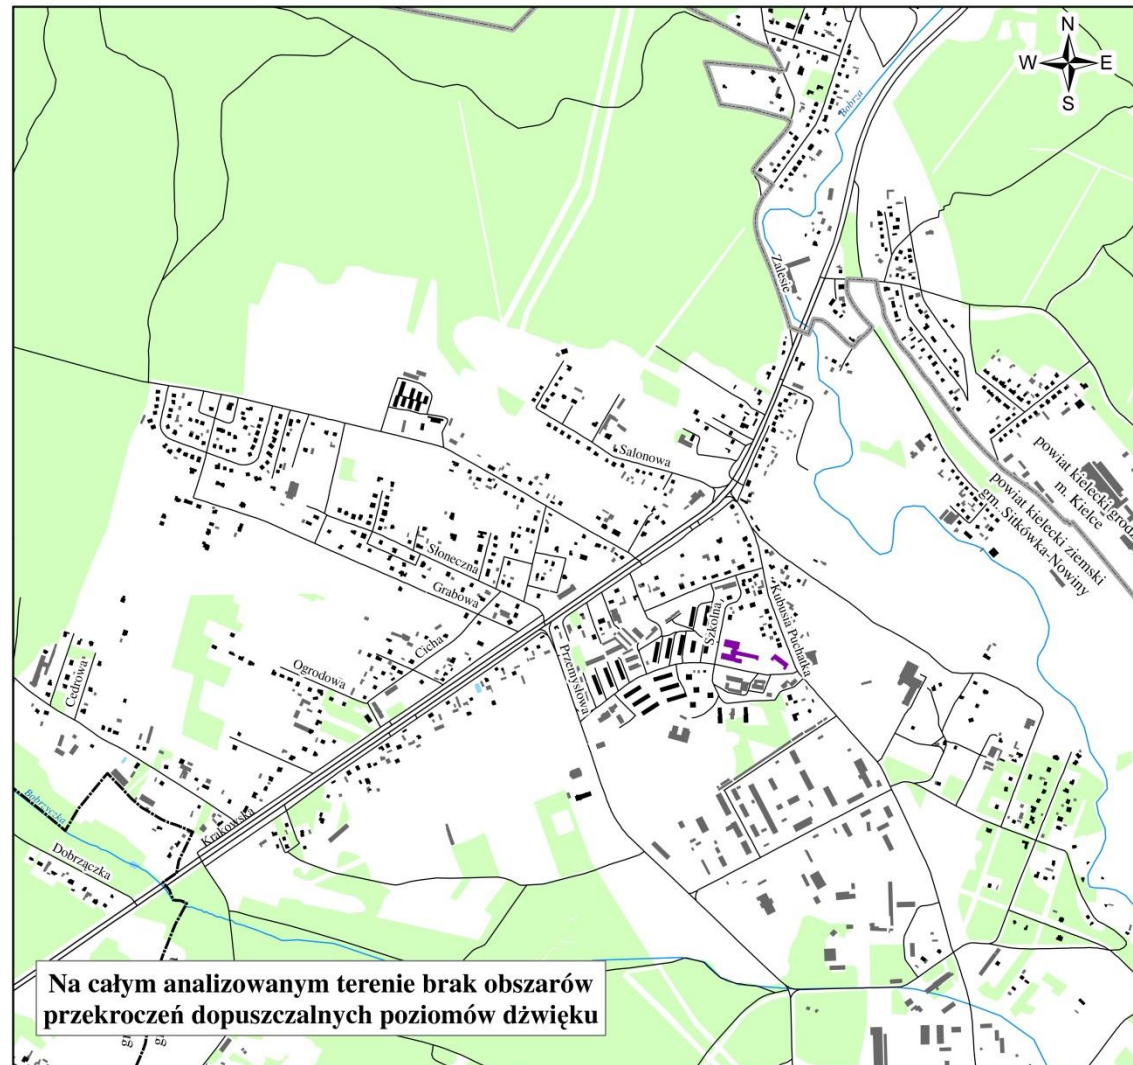 N
W E
S
Bobrza
Zalesie
Salonowa
powiat kielecki grodz
m. Kielce
powiat kielecki ziemski
gm. Sitkówka-Nowiny
Słoneczna
Grabowa
Cicha
Ogrodowa
Cedrowa
Szkolna
Kubusia Puchatka
Przemysłowa
Bobrzyczka
Krakowska
Dobrzączka
Na całym analizowanym terenie brak obszarów
przekroczeń dopuszczalnych poziomów dźwięku